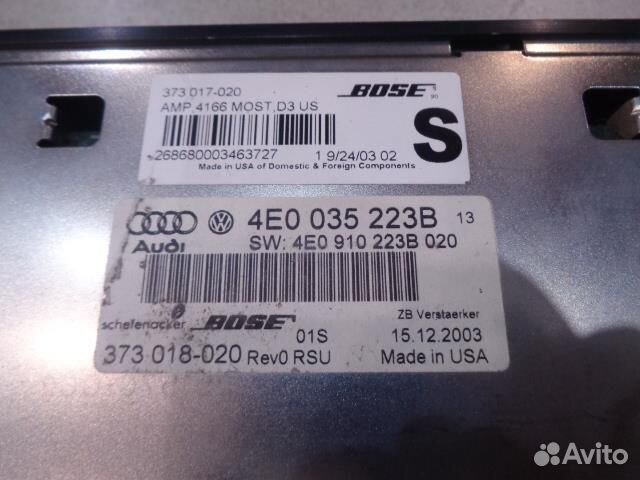 373 017-020 BOSE
AMP,4166 MOST,D3 US 90
268680003463727 1 9/24/03 02 S
Made in USA of Domestic & Foreign Components
4E0 035 223B 13
Audi SW: 4E0 910 223B 020
schefenacker BOSE 01S ZB Verstaerker
15.12.2003
373 018-020 Rev0 RSU Made in USA
Avito